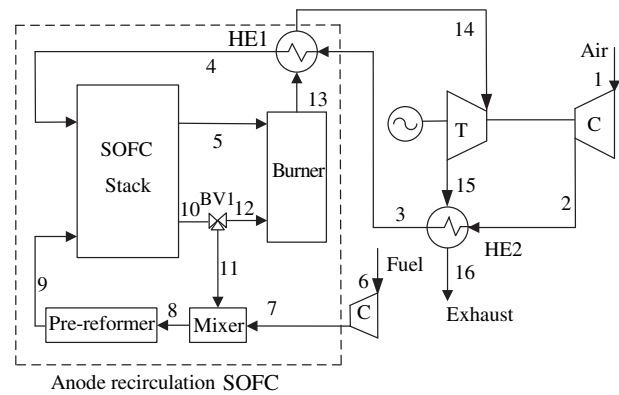 HE1
14
4
Air
1
13
T
C
SOFC
Stack
5
Burner
BV1
10
12
15
3
2
HE2
11
6
Fuel
16
9
8
7
C
Pre-reformer
Mixer
Exhaust
Anode recirculation SOFC